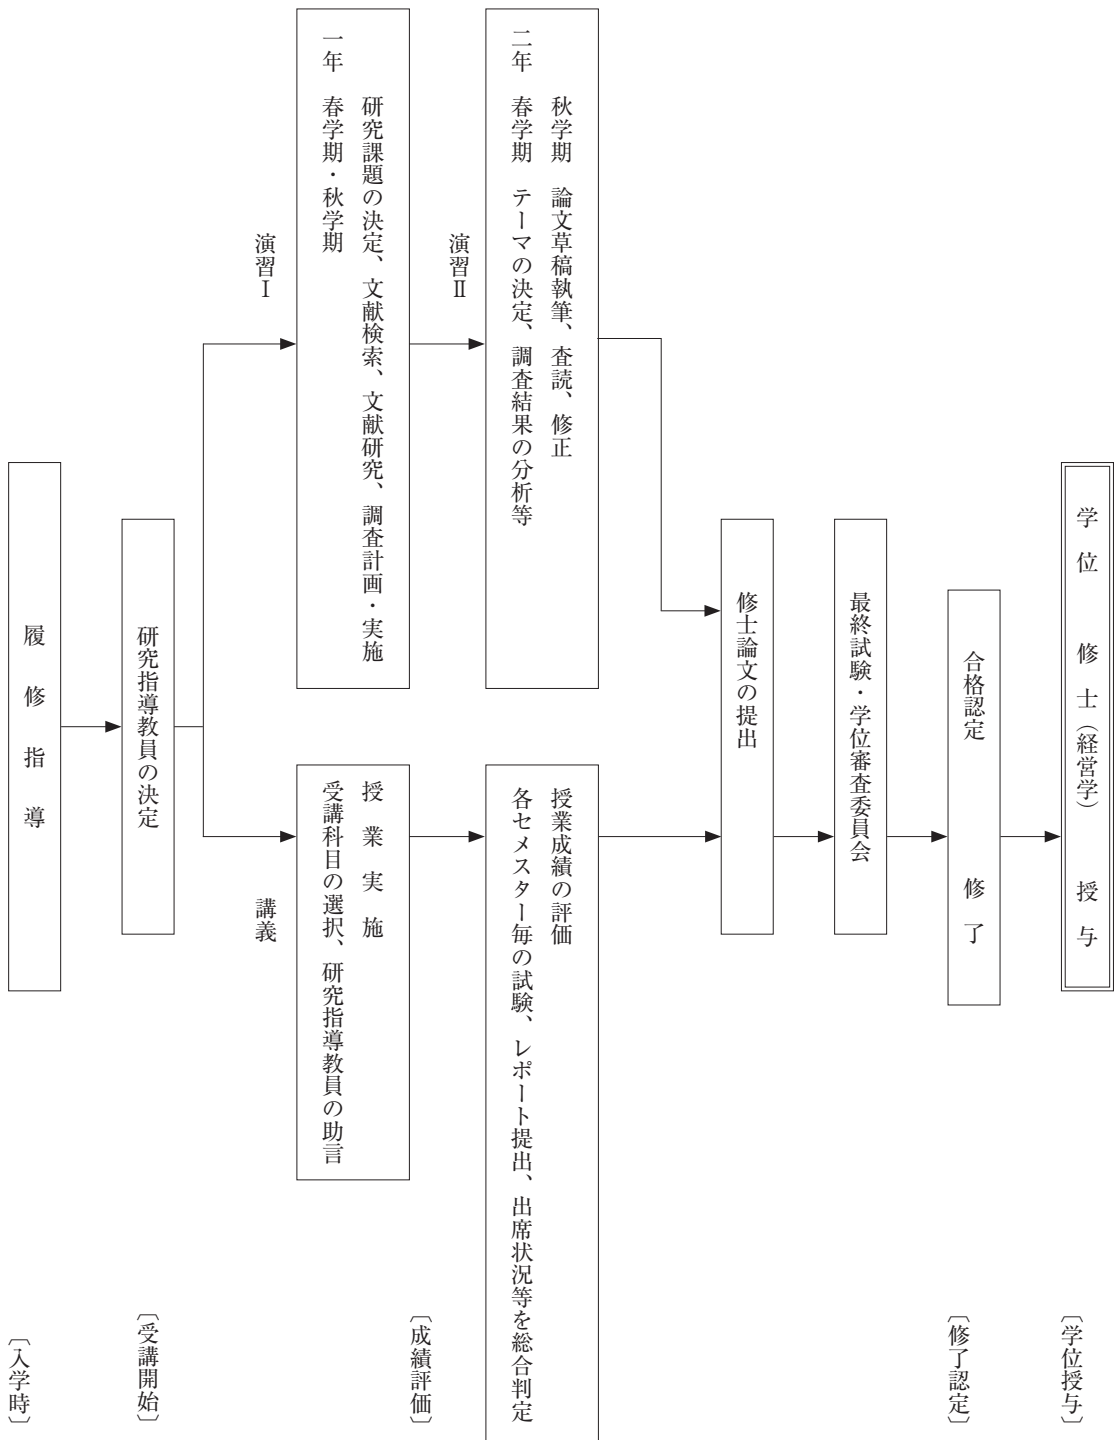 履修指導
〔入学時〕
研究指導教員の決定
〔受講開始〕
演習Ⅰ
一年　春学期・秋学期
研究課題の決定、文献検索、文献研究、調査計画・実施
講義
授業実施
受講科目の選択、研究指導教員の助言
〔成績評価〕
演習Ⅱ
二年　春学期　テーマの決定、調査結果の分析等
秋学期　論文草稿執筆、査読、修正
授業成績の評価
各セメスター毎の試験、レポート提出、出席状況等を総合判定
修士論文の提出
最終試験・学位審査委員会
合格認定　修了
〔修了認定〕
学位　修士（経営学）　授与
〔学位授与〕